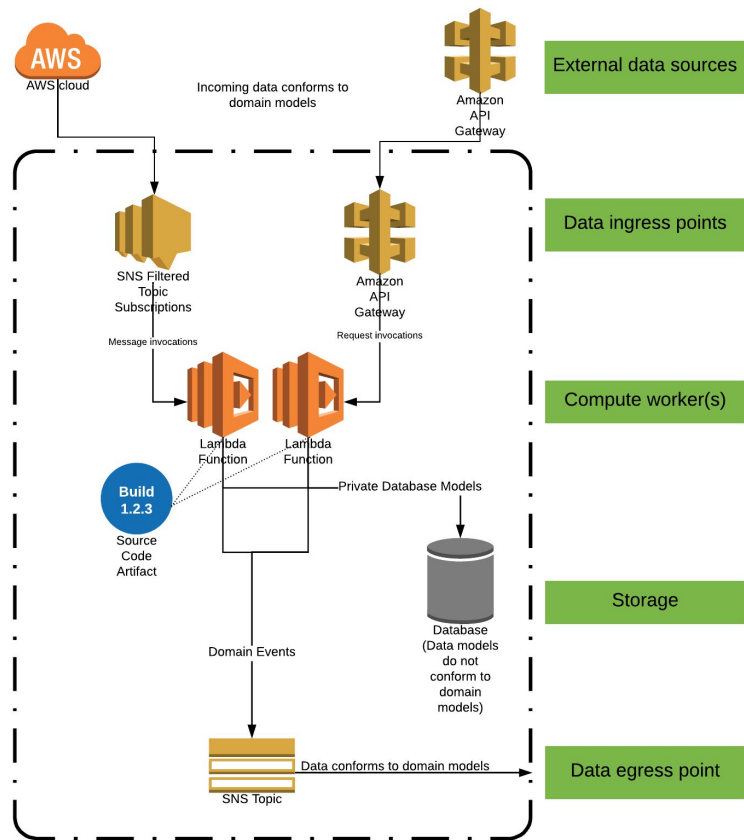 AWS
AWS cloud
Incoming data conforms to
domain models
Amazon
API
Gateway
External data sources
SNS Filtered
Topic
Subscriptions
Amazon
API
Gateway
Data ingress points
Message invocations
Request invocations
Lambda
Function
Lambda
Function
Compute worker(s)
Build
1.2.3
Source
Code
Artifact
Private Database Models
Database
(Data models
do not
conform to
domain
models)
Storage
Domain Events
SNS Topic
Data conforms to domain models
Data egress point